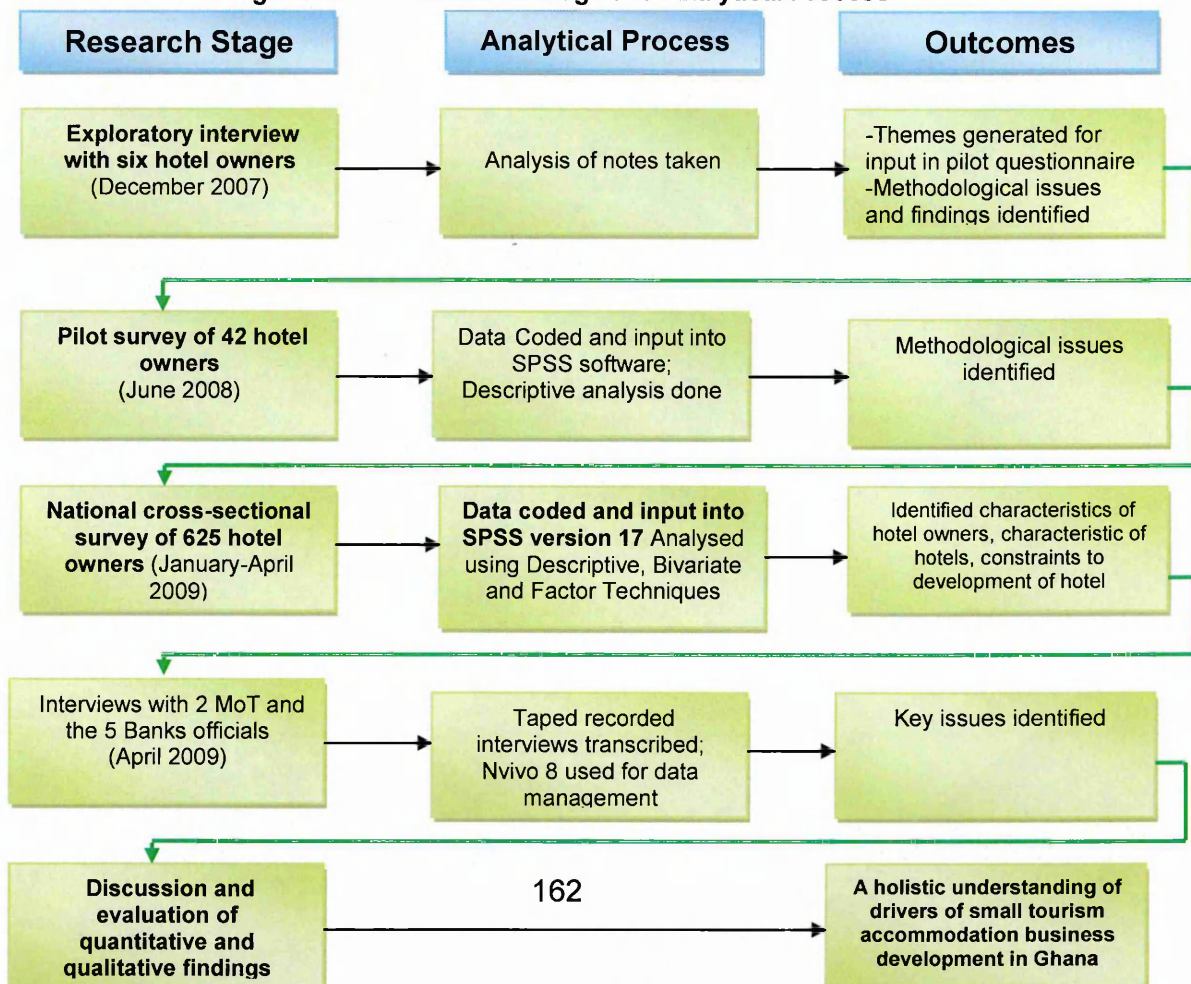 Research Stage
Analytical Process
Outcomes
Exploratory interview
with six hotel owners
(December 2007)
Analysis of notes taken
-Themes generated for
input in pilot questionnaire
-Methodological issues
and findings identified
Pilot survey of 42 hotel
owners
(June 2008)
Data Coded and input into
SPSS software;
Descriptive analysis done
Methodological issues
identified
National cross-sectional
survey of 625 hotel
owners (January-April
2009)
Data coded and input into
SPSS version 17 Analysed
using Descriptive, Bivariate
and Factor Techniques
Identified characteristics of
hotel owners, characteristic of
hotels, constraints to
development of hotel
Interviews with 2 MoT and
the 5 Banks officials
(April 2009)
Taped recorded
interviews transcribed;
Nvivo 8 used for data
management
Key issues identified
Discussion and
evaluation of
quantitative and
qualitative findings
162
A holistic understanding of
drivers of small tourism
accommodation business
development in Ghana